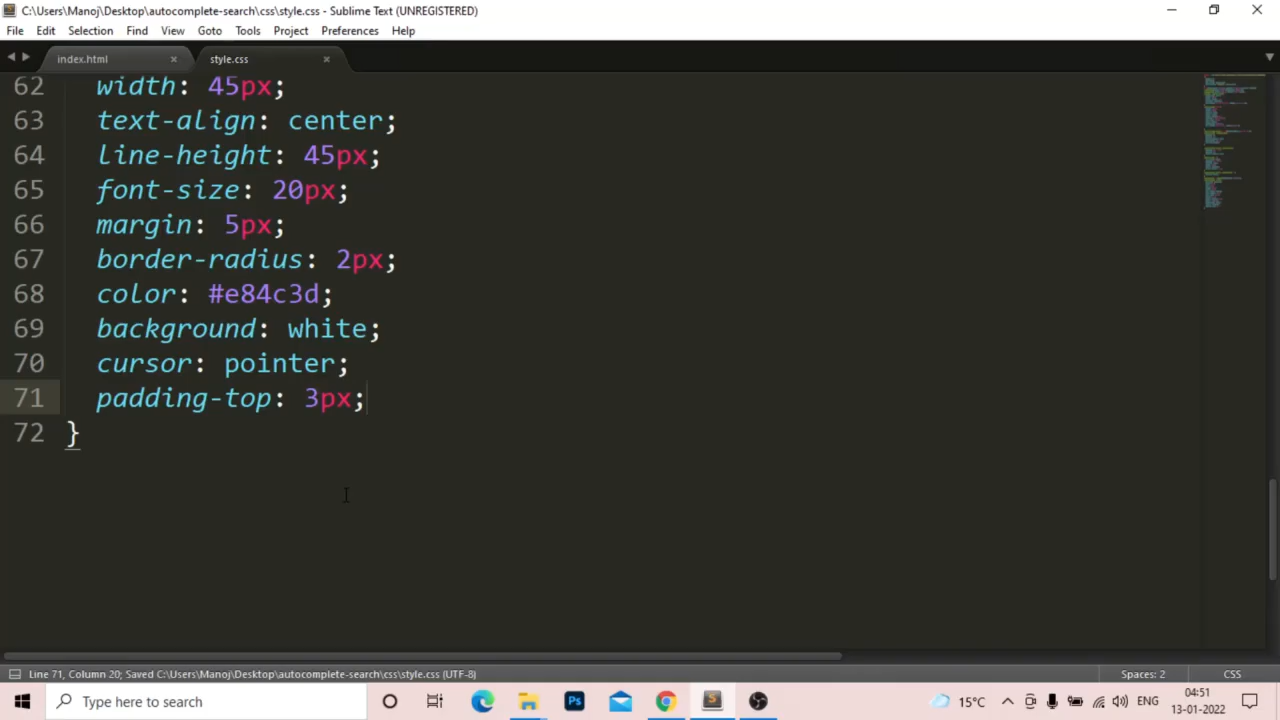 C:\Users\Manoj\Desktop\autocomplete-search\css\style.css - Sublime Text (UNREGISTERED)
File Edit Selection Find View Goto Tools Project Preferences Help
index.html × style.css ×
62 width: 45px;
63 text-align: center;
64 line-height: 45px;
65 font-size: 20px;
66 margin: 5px;
67 border-radius: 2px;
68 color: #e84c3d;
69 background: white;
70 cursor: pointer;
71 padding-top: 3px;
72 }
Line 71, Column 20; Saved C:\Users\Manoj\Desktop\autocomplete-search\css\style.css (UTF-8) Spaces: 2 CSS
Type here to search Ps 15°C ENG 04:51
13-01-2022